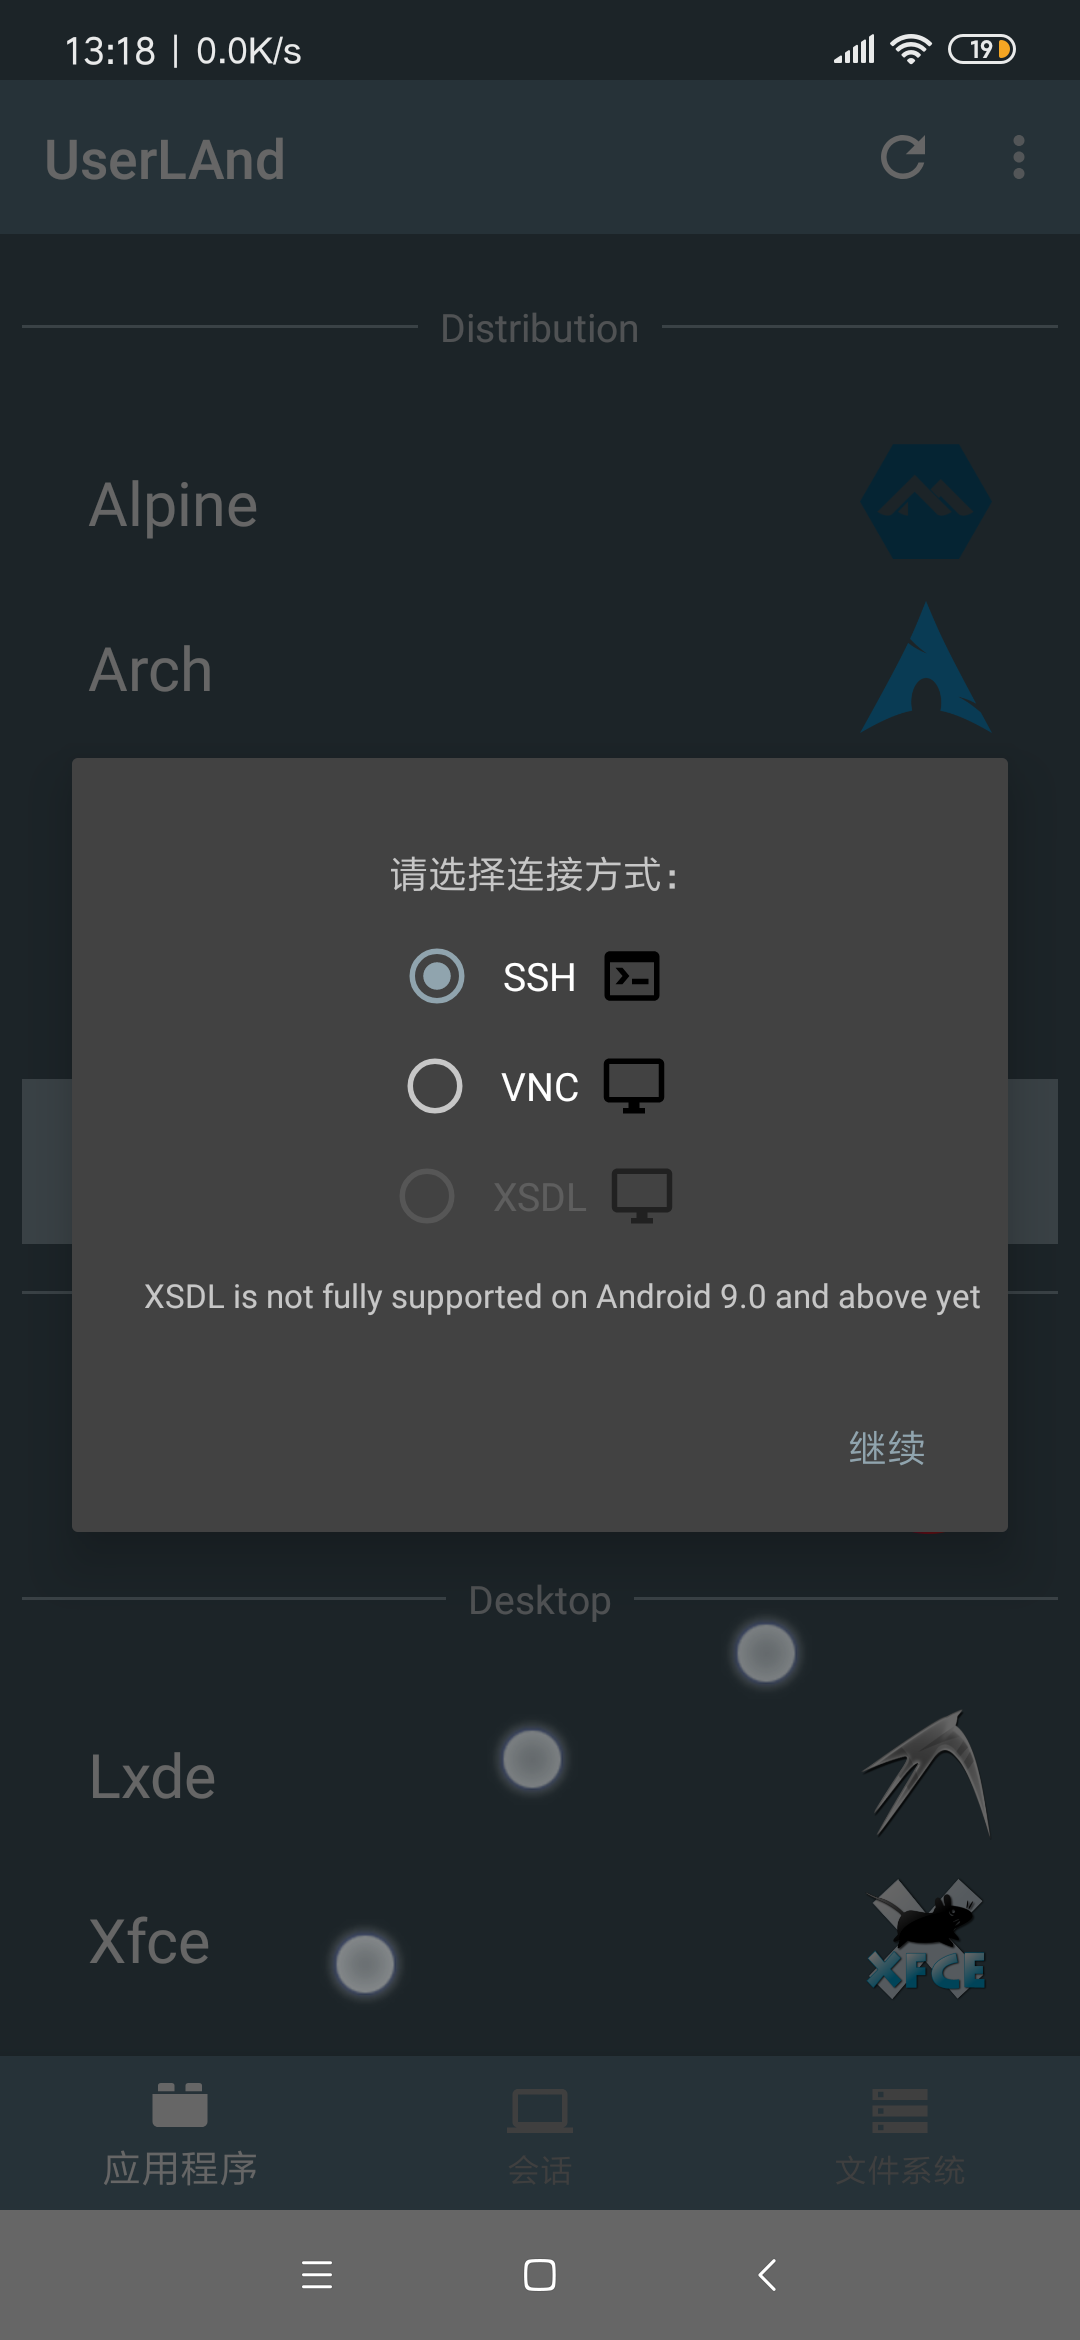 13:18 | 0.0K/s
19
UserLAnd
Distribution
Alpine
Arch
请选择连接方式：
SSH
VNC
XSDL
XSDL is not fully supported on Android 9.0 and above yet
继续
Desktop
Lxde
Xfce
XFCE
应用程序
会话
文件系统